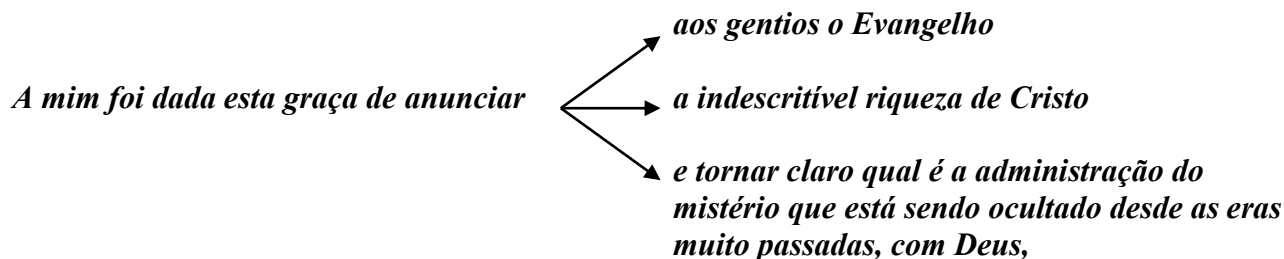 aos gentios o Evangelho
A mim foi dada esta graça de anunciar
a indescritível riqueza de Cristo
e tornar claro qual é a administração do
mistério que está sendo ocultado desde as eras
muito passadas, com Deus,